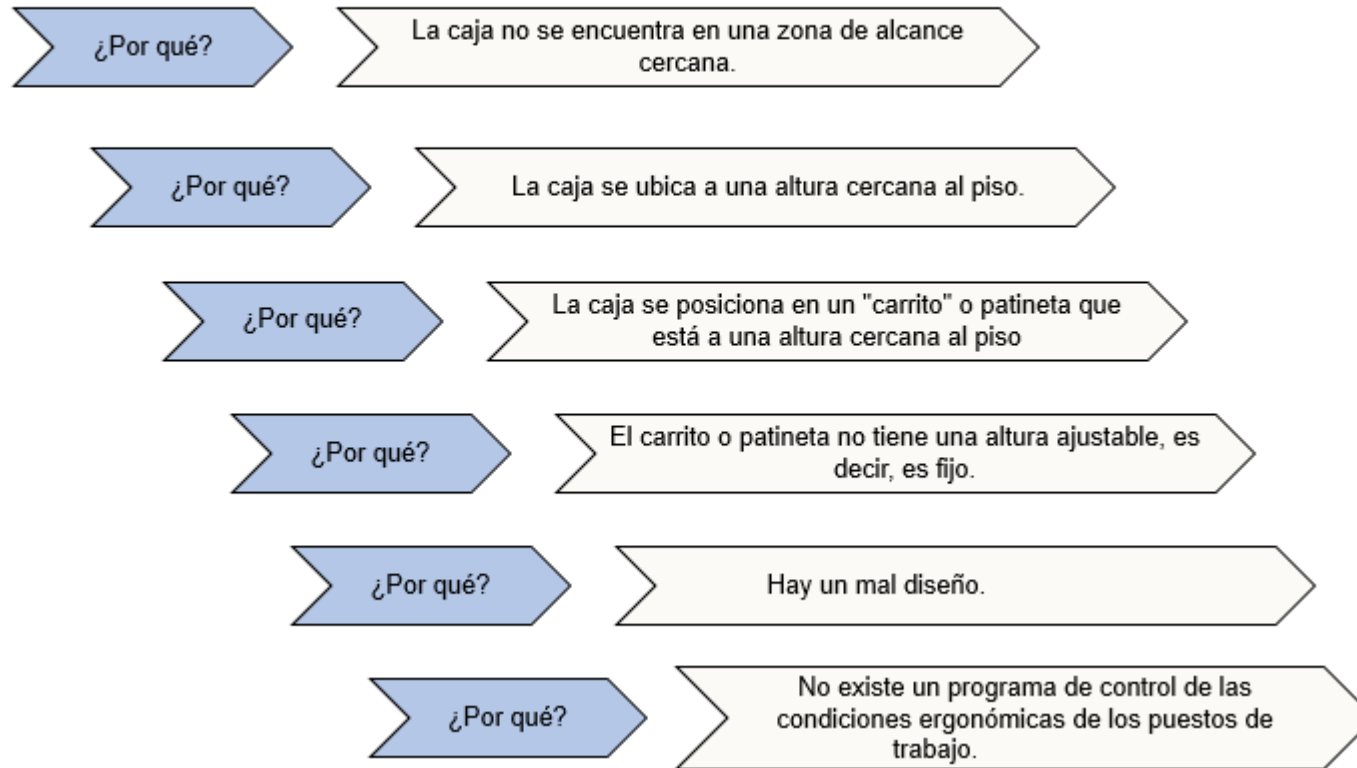 ¿Por qué?
La caja no se encuentra en una zona de alcance
cercana.
¿Por qué?
La caja se ubica a una altura cercana al piso.
¿Por qué?
La caja se posiciona en un "carrito" o patineta que
está a una altura cercana al piso
¿Por qué?
El carrito o patineta no tiene una altura ajustable, es
decir, es fijo.
¿Por qué?
Hay un mal diseño.
¿Por qué?
No existe un programa de control de las
condiciones ergonómicas de los puestos de
trabajo.